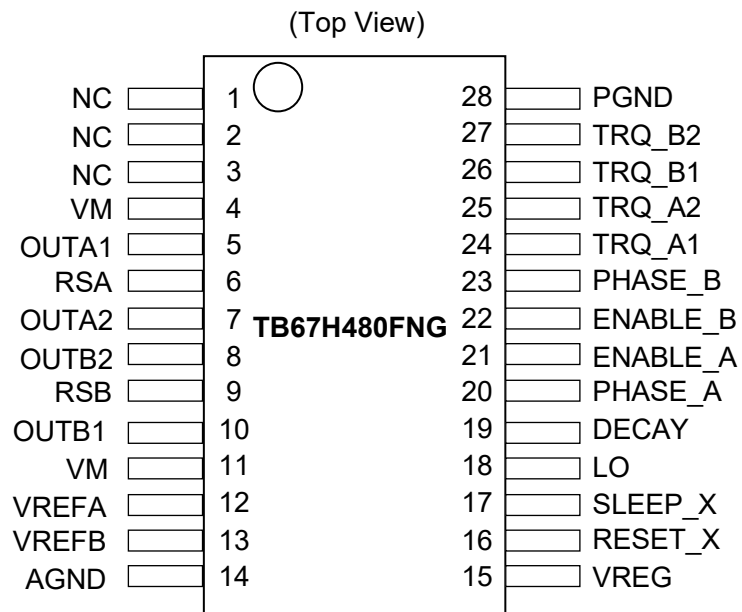 (Top View)
NC 1 28 PGND
NC 2 27 TRQ_B2
NC 3 26 TRQ_B1
VM 4 25 TRQ_A2
OUTA1 5 24 TRQ_A1
RSA 6 23 PHASE_B
OUTA2 7 TB67H480FNG 22 ENABLE_B
OUTB2 8 21 ENABLE_A
RSB 9 20 PHASE_A
OUTB1 10 19 DECAY
VM 11 18 LO
VREFA 12 17 SLEEP_X
VREFB 13 16 RESET_X
AGND 14 15 VREG